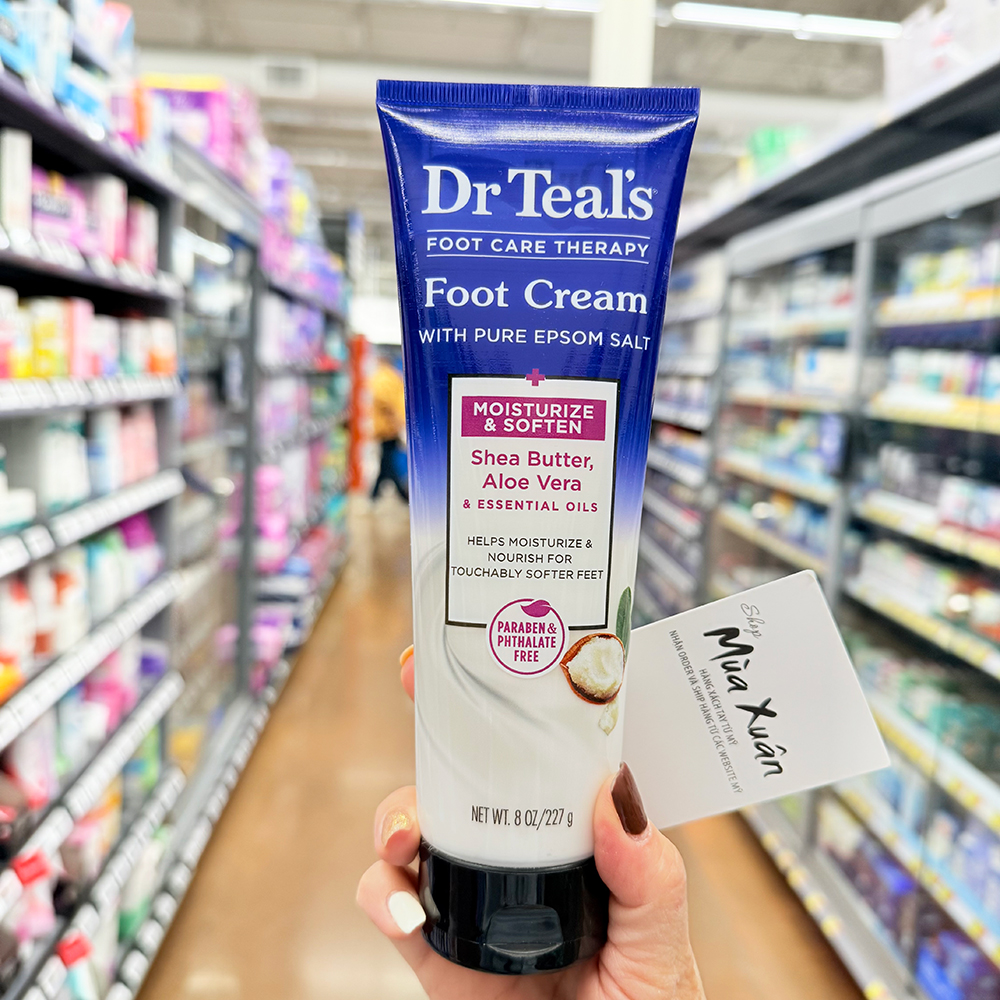 Dr Teal's
FOOT CARE THERAPY
Foot Cream
WITH PURE EPSOM SALT
MOISTURIZE
& SOFTEN
Shea Butter,
Aloe Vera
& ESSENTIAL OILS
HELPS MOISTURIZE &
NOURISH FOR
TOUCHABLY SOFTER FEET
PARABEN &
PHTHALATE
FREE
NET WT. 8 OZ/227 g
Shop
Mùa Xuân
HÀNG XÁCH TAY TỪ MỸ
NHẬN ORDER VÀ SHIP HÀNG TỪ CÁC WEBSITE MỸ